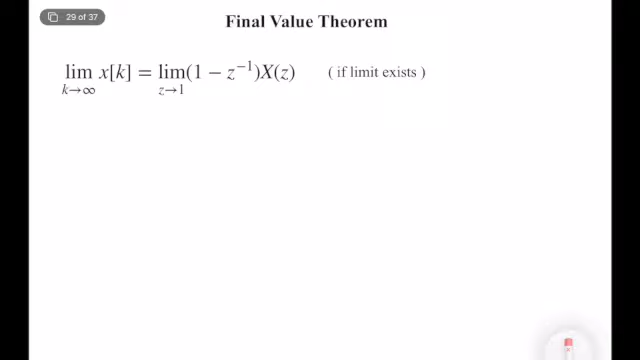 29 of 37
Final Value Theorem
lim x[k] = lim(1 − z⁻¹)X(z) ( if limit exists )
k→∞ z→1